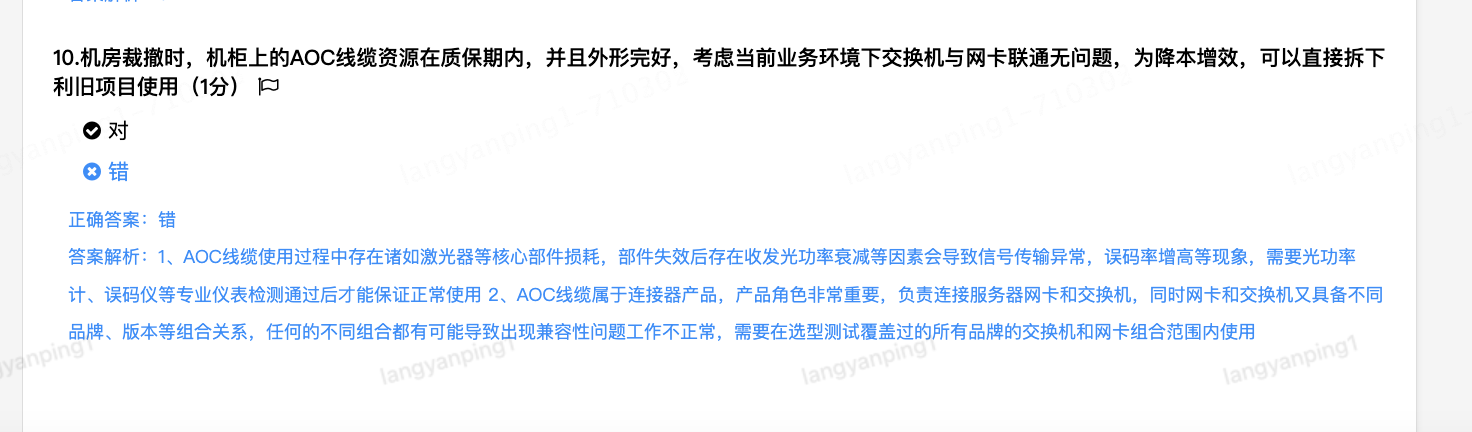 10.机房裁撤时，机柜上的AOC线缆资源在质保期内，并且外形完好，考虑当前业务环境下交换机与网卡联通无问题，为降本增效，可以直接拆下
利旧项目使用（1分）
对
错
正确答案：错
答案解析：1、AOC线缆使用过程中存在诸如激光器等核心部件损耗，部件失效后存在收发光功率衰减等因素会导致信号传输异常，误码率增高等现象，需要光功率
计、误码仪等专业仪表检测通过后才能保证正常使用 2、AOC线缆属于连接器产品，产品角色非常重要，负责连接服务器网卡和交换机，同时网卡和交换机又具备不同
品牌、版本等组合关系，任何的不同组合都有可能导致出现兼容性问题工作不正常，需要在选型测试覆盖过的所有品牌的交换机和网卡组合范围内使用
langyanping1
langyanping1
langyanping1